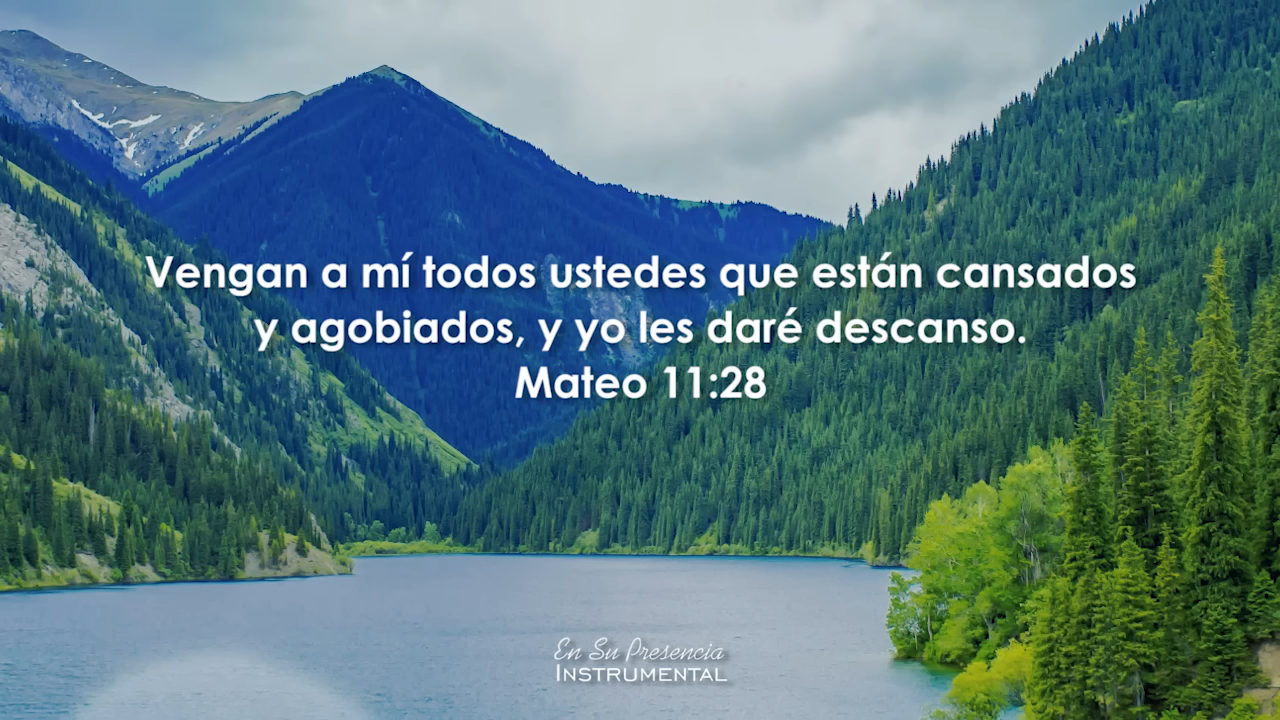 Vengan a mí todos ustedes que están cansados
y agobiados, y yo les daré descanso.
Mateo 11:28
En Su Presencia
INSTRUMENTAL